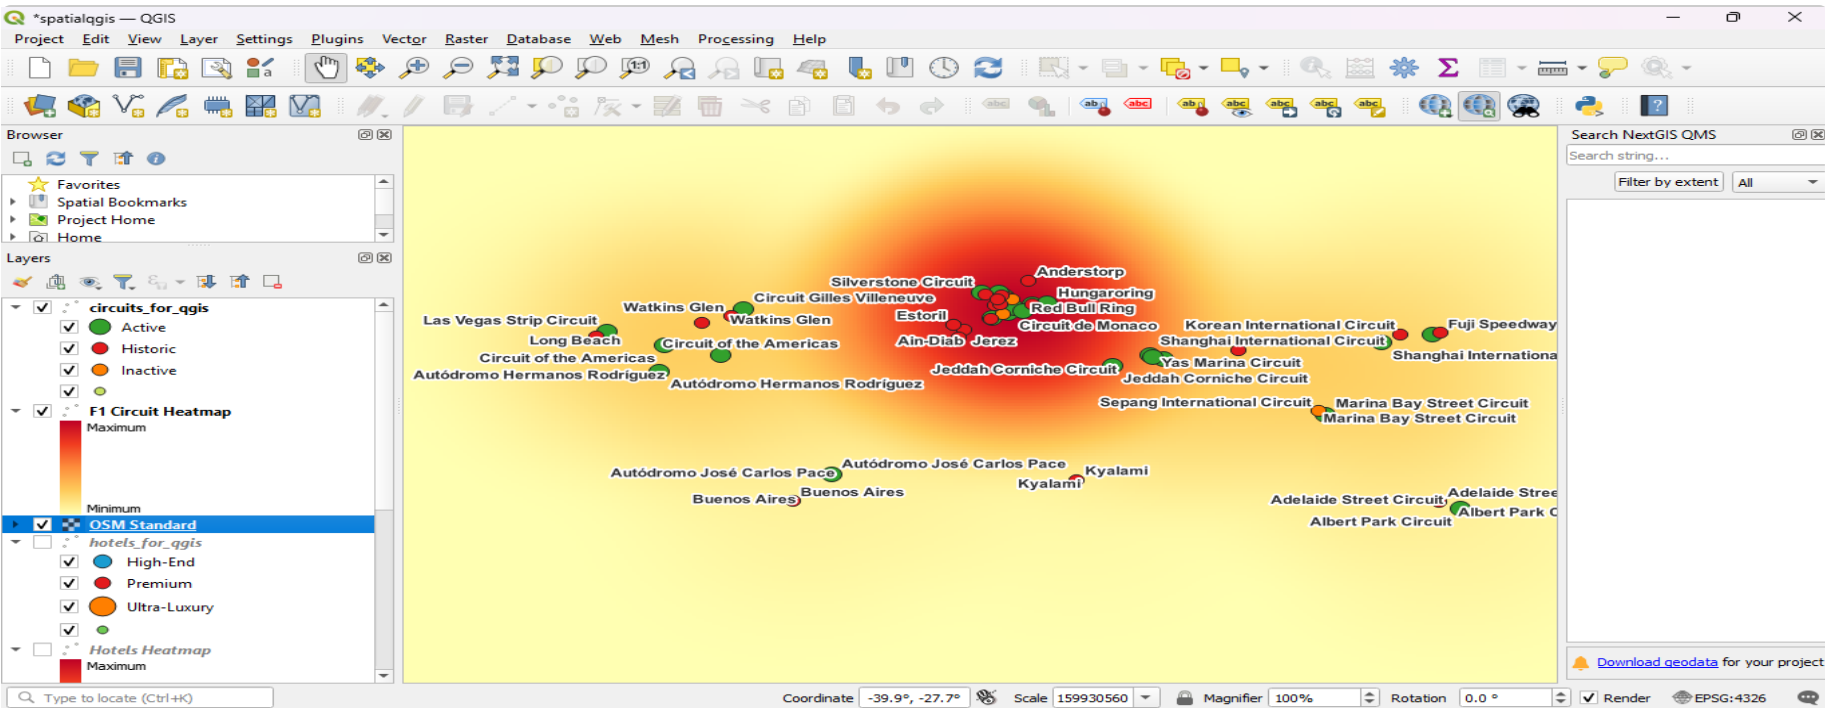 *spatialqgis — QGIS
Project Edit View Layer Settings Plugins Vector Raster Database Web Mesh Processing Help
Browser
Favorites
Spatial Bookmarks
Project Home
Home
Layers
circuits_for_qgis
Active
Historic
Inactive
F1 Circuit Heatmap
Maximum
Minimum
OSM Standard
hotels_for_qgis
High-End
Premium
Ultra-Luxury
Hotels Heatmap
Maximum
Anderstorp
Silverstone Circuit
Hungaroring
Circuit Gilles Villeneuve
Watkins Glen
Red Bull Ring
Estoril
Watkins Glen
Las Vegas Strip Circuit
Circuit de Monaco
Korean International Circuit
Fuji Speedway
Long Beach
Circuit of the Americas
Ain-Diab
Jerez
Shanghai International Circuit
Circuit of the Americas
Shanghai Internationa
Yas Marina Circuit
Jeddah Corniche Circuit
Autódromo Hermanos Rodríguez
Jeddah Corniche Circuit
Autódromo Hermanos Rodríguez
Sepang International Circuit
Marina Bay Street Circuit
Marina Bay Street Circuit
Autódromo José Carlos Pace
Autódromo José Carlos Pace
Kyalami
Kyalami
Buenos Aires
Buenos Aires
Adelaide Street Circuit
Adelaide Stree
Albert Park C
Albert Park Circuit
Search NextGIS QMS
Search string...
Filter by extent All
Download geodata for your project
Type to locate (Ctrl+K) Coordinate -39.9°, -27.7° Scale 159930560 Magnifier 100% Rotation 0.0 ° Render EPSG:4326